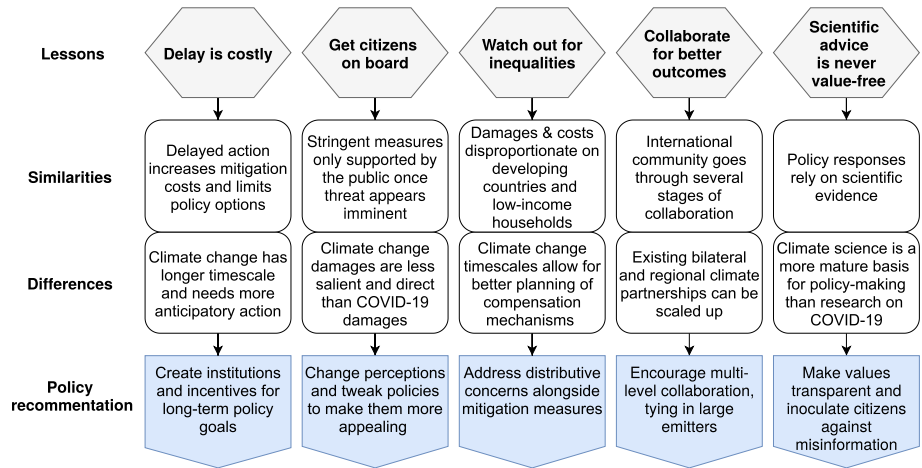 Lessons
Delay is costly
Get citizens
on board
Watch out for
inequalities
Collaborate
for better
outcomes
Scientific
advice
is never
value-free
Similarities
Delayed action
increases mitigation
costs and limits
policy options
Stringent measures
only supported by
the public once
threat appears
imminent
Damages & costs
disproportionate on
developing
countries and
low-income
households
International
community goes
through several
stages of
collaboration
Policy responses
rely on scientific
evidence
Differences
Climate change has
longer timescale
and needs more
anticipatory action
Climate change
damages are less
salient and direct
than COVID-19
damages
Climate change
timescales allow for
better planning of
compensation
mechanisms
Existing bilateral
and regional climate
partnerships can be
scaled up
Climate science is a
more mature basis
for policy-making
than research on
COVID-19
Policy
recommentation
Create institutions
and incentives for
long-term policy
goals
Change perceptions
and tweak policies
to make them more
appealing
Address distributive
concerns alongside
mitigation measures
Encourage multi-
level collaboration,
tying in large
emitters
Make values
transparent and
inoculate citizens
against
misinformation